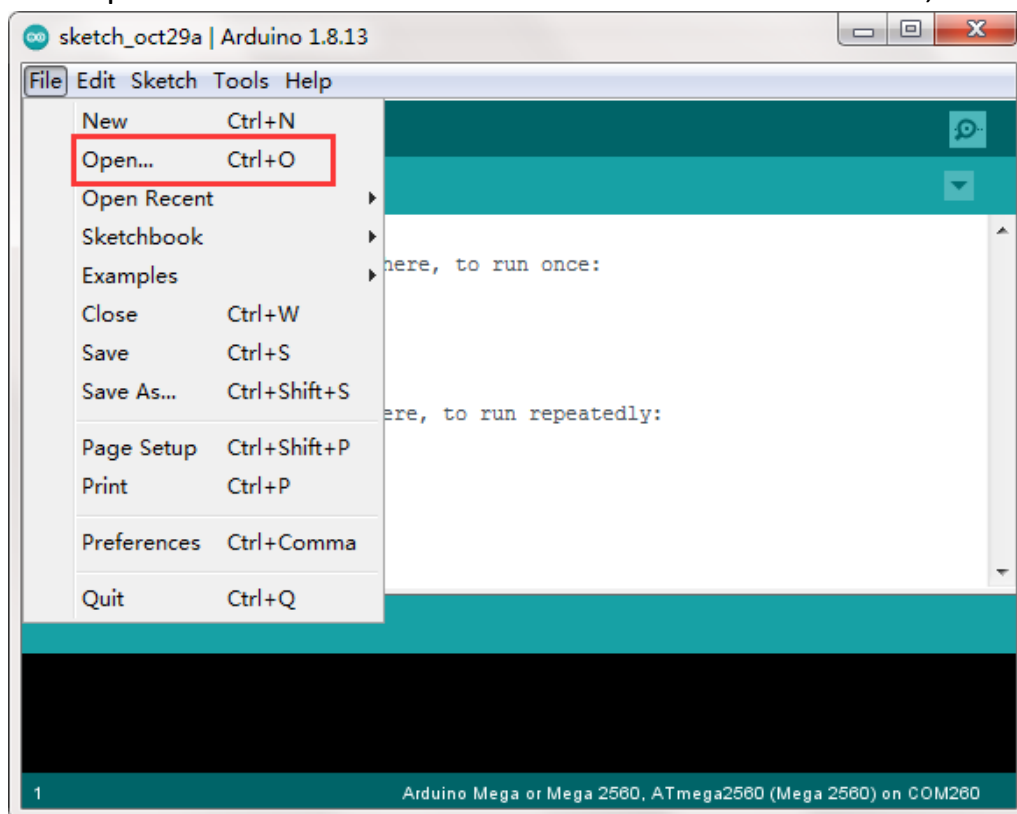 sketch_oct29a | Arduino 1.8.13
File Edit Sketch Tools Help
New Ctrl+N
Open... Ctrl+O
Open Recent
Sketchbook
here, to run once:
Examples
Close Ctrl+W
Save Ctrl+S
Save As... Ctrl+Shift+S
ere, to run repeatedly:
Page Setup Ctrl+Shift+P
Print Ctrl+P
Preferences Ctrl+Comma
Quit Ctrl+Q
1 Arduino Mega or Mega 2560, ATmega2560 (Mega 2560) on COM260